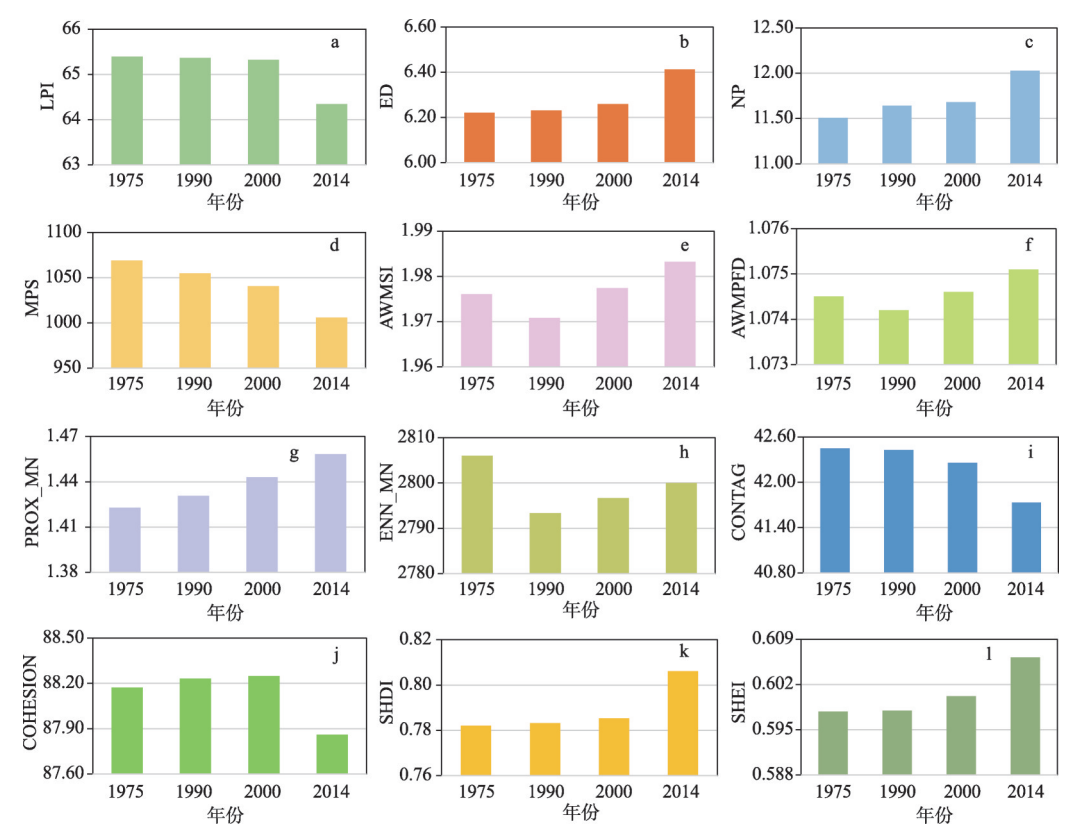 66
65
64
63
LPI
a
1975 1990 2000 2014
年份
6.60
6.40
6.20
6.00
ED
b
1975 1990 2000 2014
年份
12.50
12.00
11.50
11.00
NP
c
1975 1990 2000 2014
年份
1100
1050
1000
950
MPS
d
1975 1990 2000 2014
年份
1.99
1.98
1.97
1.96
AWMSI
e
1975 1990 2000 2014
年份
1.076
1.075
1.074
1.073
AWMPFD
f
1975 1990 2000 2014
年份
1.47
1.44
1.41
1.38
PROX_MN
g
1975 1990 2000 2014
年份
2810
2800
2790
2780
ENN_MN
h
1975 1990 2000 2014
年份
42.60
42.00
41.40
40.80
CONTAG
i
1975 1990 2000 2014
年份
88.50
88.20
87.90
87.60
COHESION
j
1975 1990 2000 2014
年份
0.82
0.80
0.78
0.76
SHDI
k
1975 1990 2000 2014
年份
0.609
0.602
0.595
0.588
SHEI
l
1975 1990 2000 2014
年份